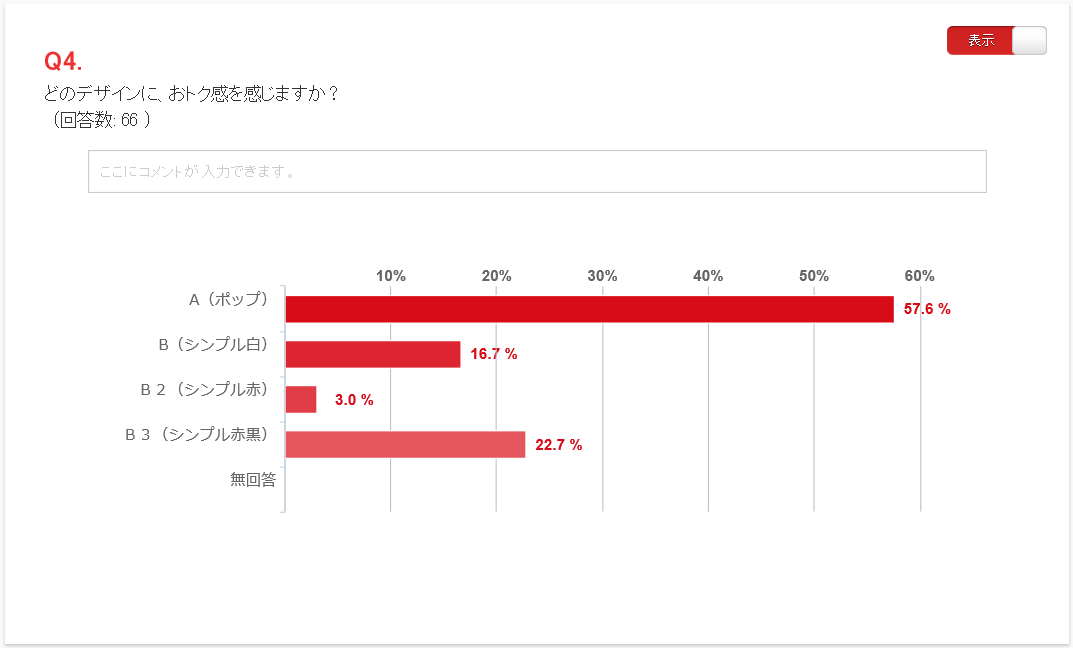 表示
Q4.
どのデザインに、おトク感を感じますか？
（回答数: 66 ）
ここにコメントが入力できます。
10% 20% 30% 40% 50% 60%
A（ポップ） 57.6 %
B（シンプル白） 16.7 %
B２（シンプル赤） 3.0 %
B３（シンプル赤黒） 22.7 %
無回答